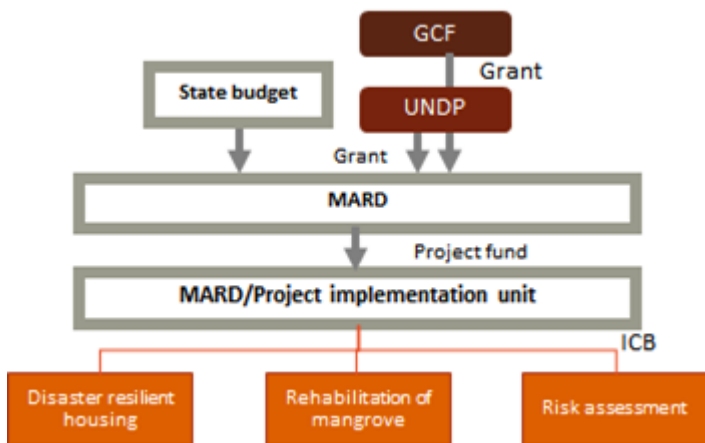 GCF
Grant
State budget
UNDP
Grant
MARD
Project fund
MARD/Project implementation unit
ICB
Disaster resilient
housing
Rehabilitation of
mangrove
Risk assessment